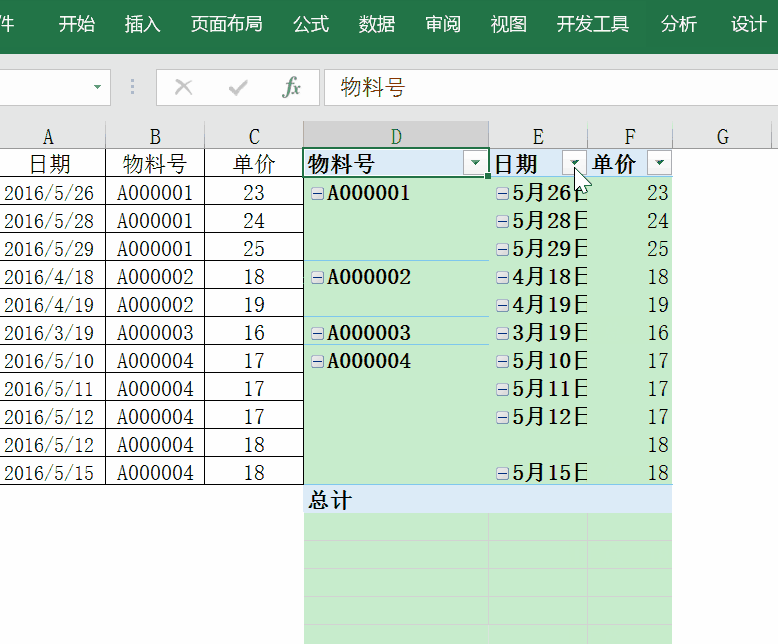 件 开始 插入 页面布局 公式 数据 审阅 视图 开发工具 分析 设计
fx 物料号
A B C D E F G
日期 物料号 单价 物料号 日期 单价
2016/5/26 A000001 23 A000001 5月26日 23
2016/5/28 A000001 24 5月28日 24
2016/5/29 A000001 25 5月29日 25
2016/4/18 A000002 18 A000002 4月18日 18
2016/4/19 A000002 19 4月19日 19
2016/3/19 A000003 16 A000003 3月19日 16
2016/5/10 A000004 17 A000004 5月10日 17
2016/5/11 A000004 17 5月11日 17
2016/5/12 A000004 17 5月12日 17
2016/5/12 A000004 18 18
2016/5/15 A000004 18 5月15日 18
总计